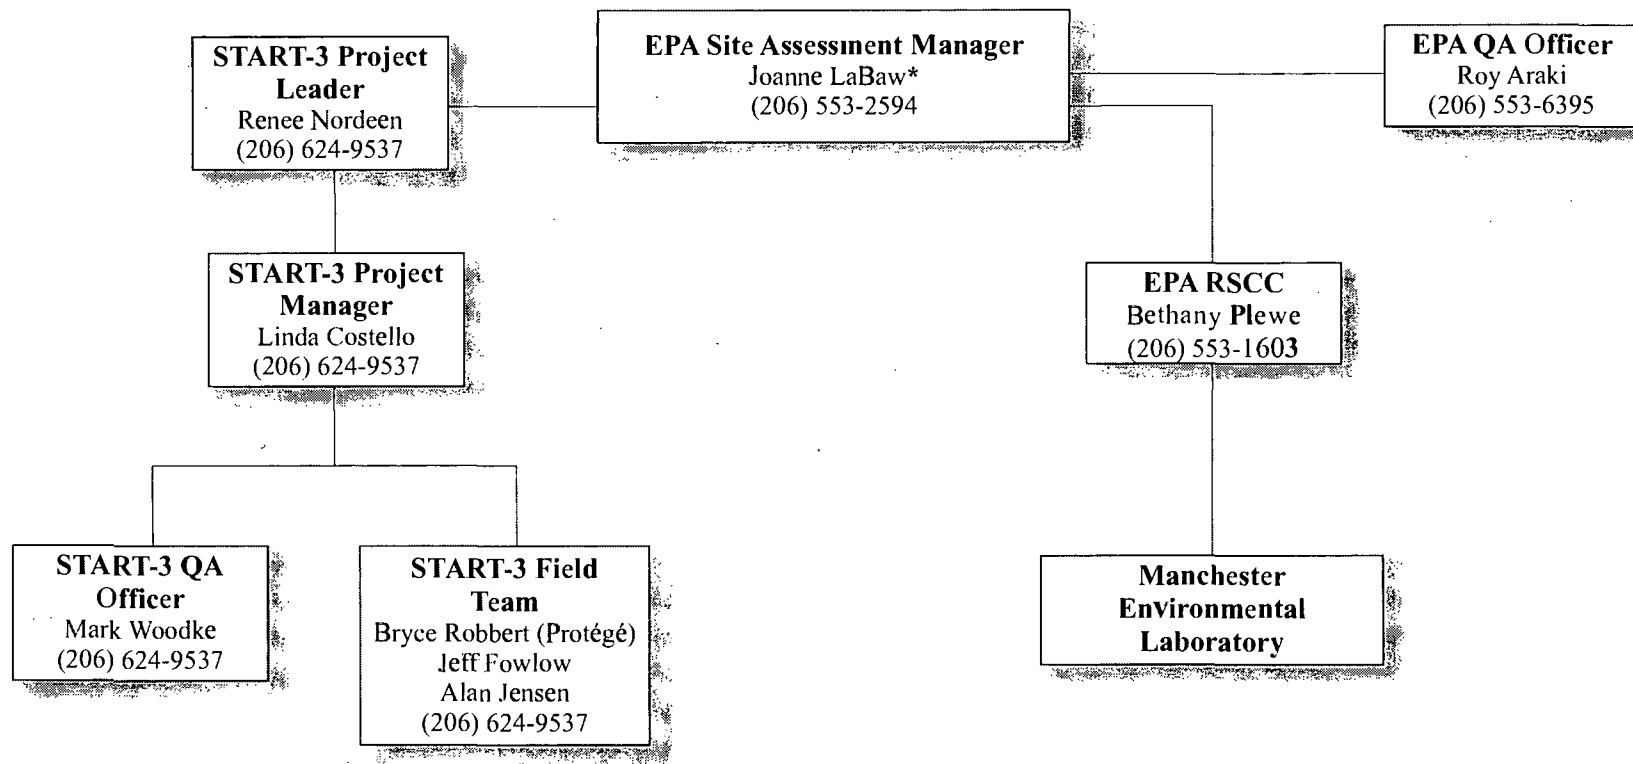 START-3 Project
Leader
Renee Nordeen
(206) 624-9537
EPA Site Assessment Manager
Joanne LaBaw*
(206) 553-2594
EPA QA Officer
Roy Araki
(206) 553-6395
START-3 Project
Manager
Linda Costello
(206) 624-9537
EPA RSCC
Bethany Plewe
(206) 553-1603
START-3 QA
Officer
Mark Woodke
(206) 624-9537
START-3 Field
Team
Bryce Robbert (Protégé)
Jeff Fowlow
Alan Jensen
(206) 624-9537
Manchester
Environmental
Laboratory